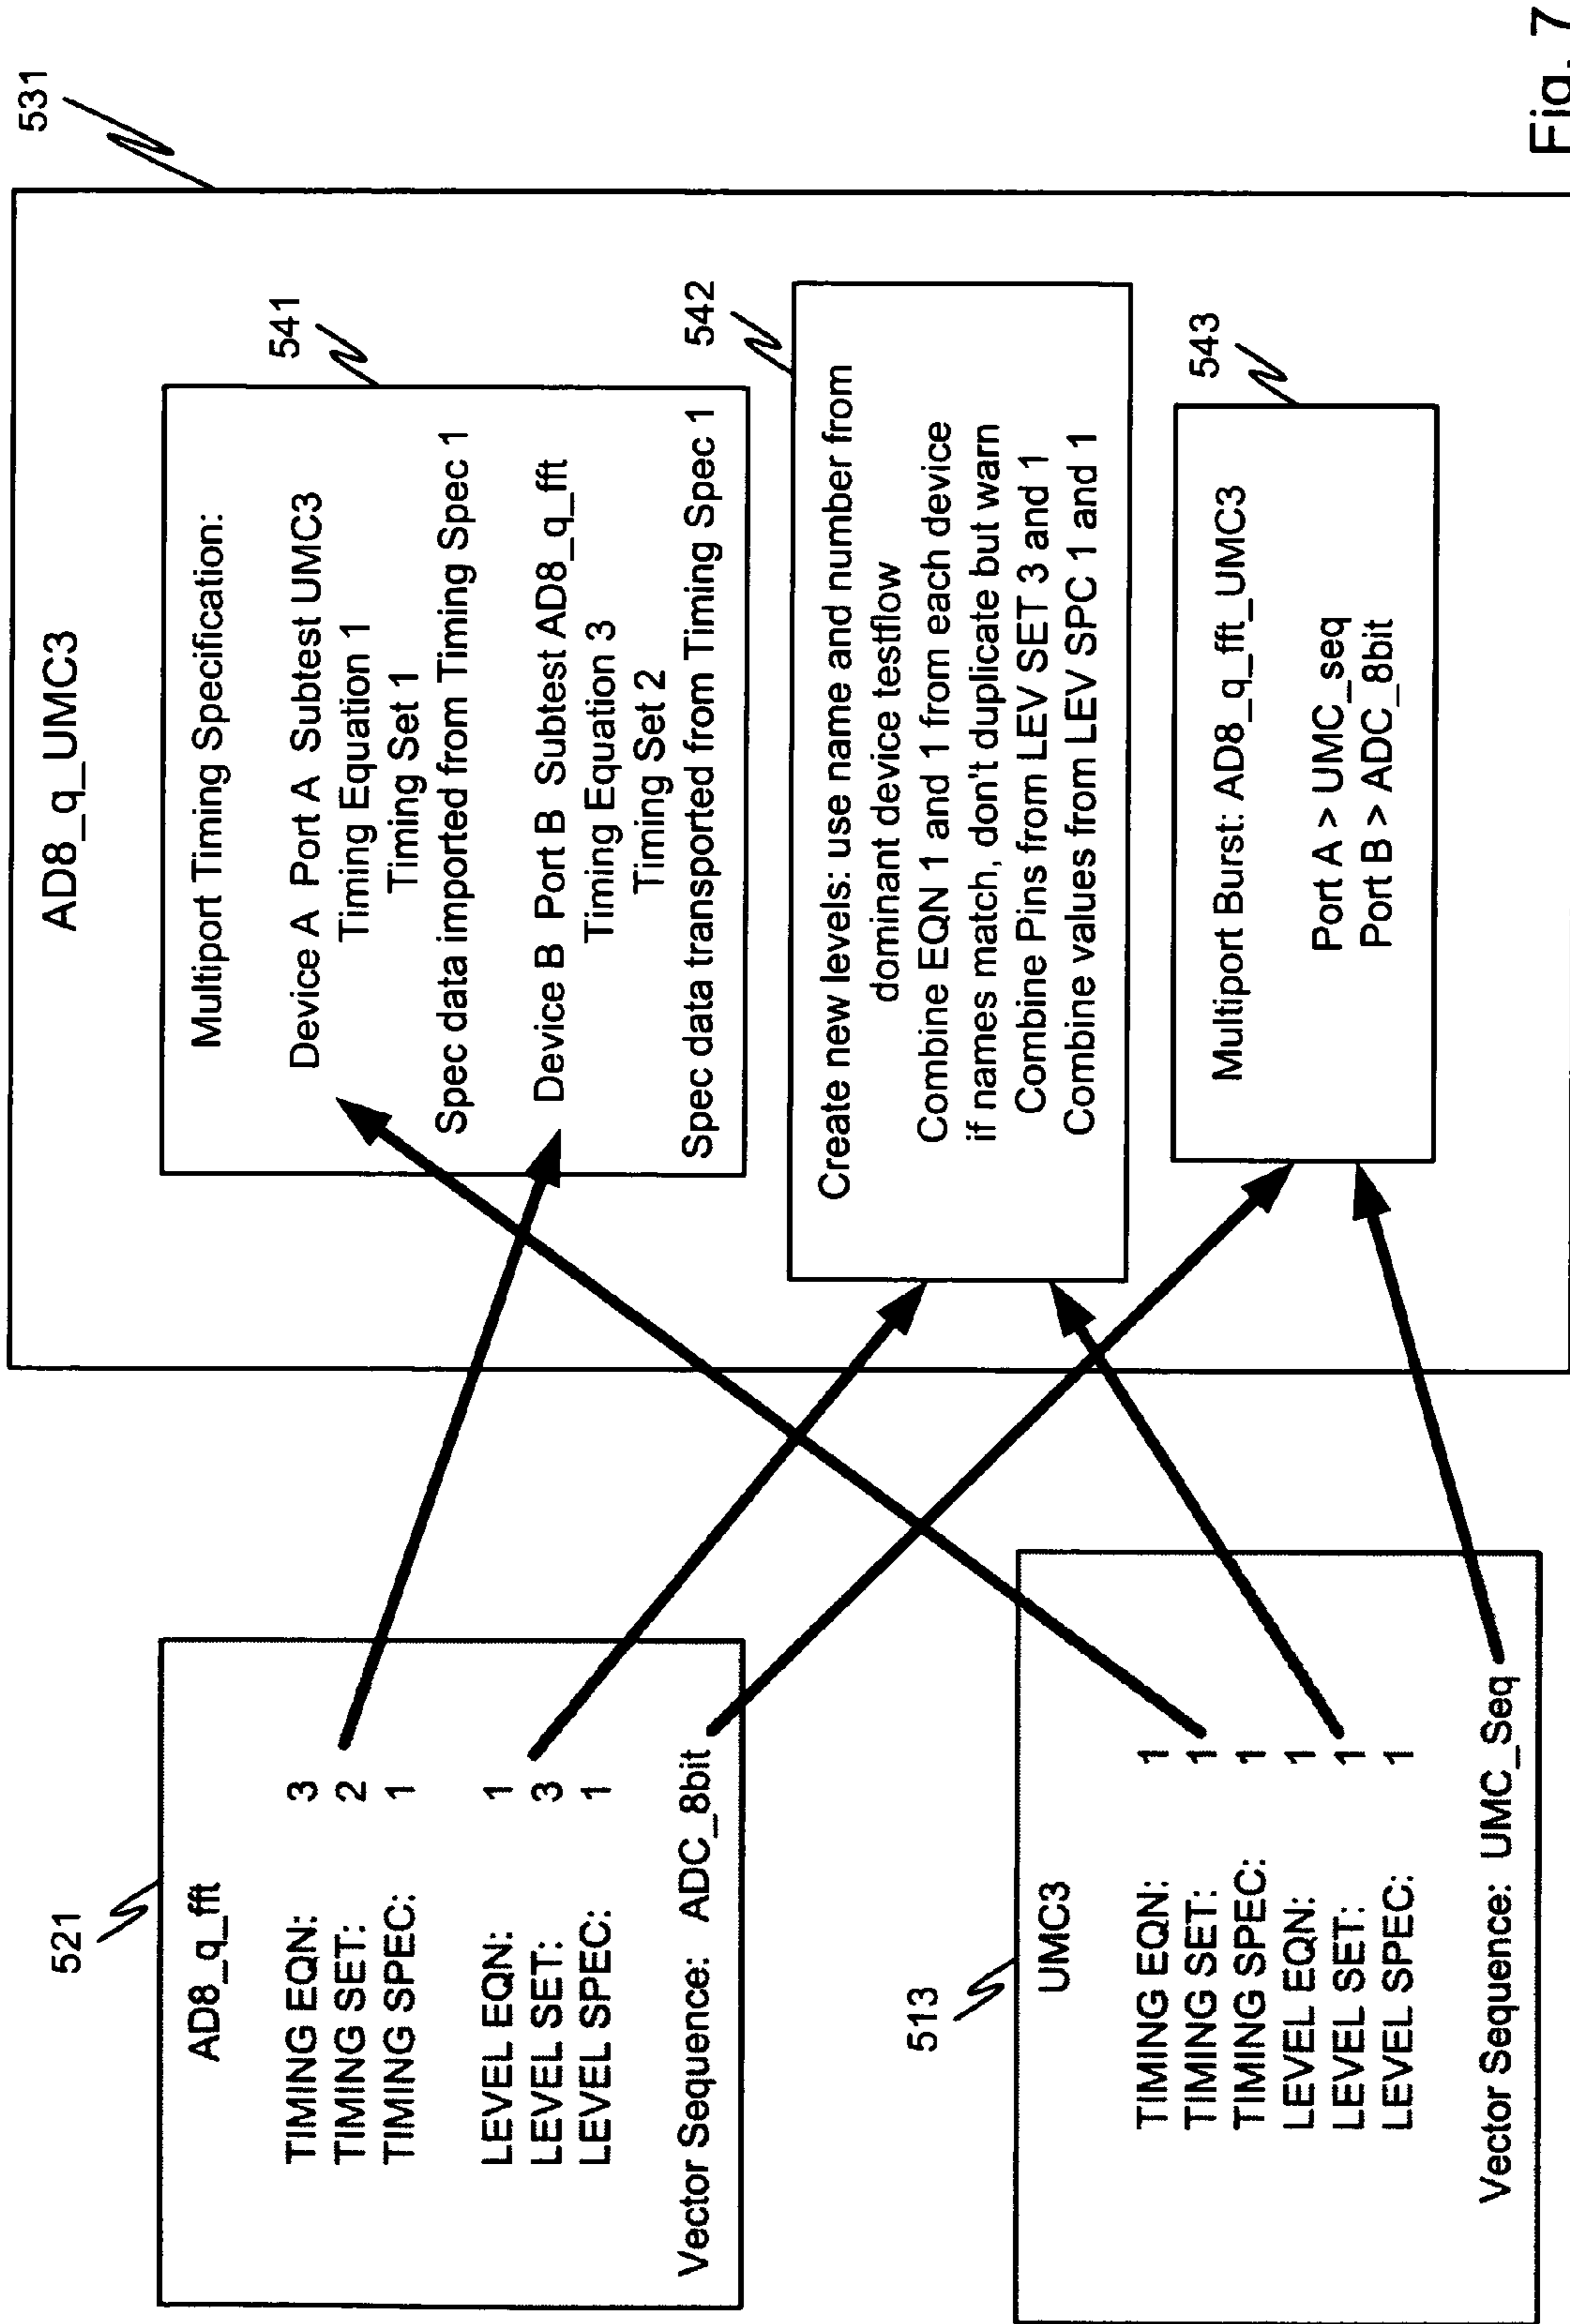 521
AD8_q_fft
TIMING EQN: 3
TIMING SET: 2
TIMING SPEC: 1
LEVEL EQN: 1
LEVEL SET: 3
LEVEL SPEC: 1
Vector Sequence: ADC_8bit
513
UMC3
TIMING EQN: 1
TIMING SET: 1
TIMING SPEC: 1
LEVEL EQN: 1
LEVEL SET: 1
LEVEL SPEC: 1
Vector Sequence: UMC_Seq
531
AD8_q_UMC3
541
Multiport Timing Specification:
Device A Port A Subtest UMC3
Timing Equation 1
Timing Set 1
Spec data imported from Timing Spec 1
Device B Port B Subtest AD8_q_fft
Timing Equation 3
Timing Set 2
Spec data transported from Timing Spec 1
542
Create new levels: use name and number from
dominant device testflow
Combine EQN 1 and 1 from each device
if names match, don't duplicate but warn
Combine Pins from LEV SET 3 and 1
Combine values from LEV SPC 1 and 1
543
Multiport Burst: AD8_q_fft_UMC3
Port A > UMC_seq
Port B > ADC_8bit
Fig. 7